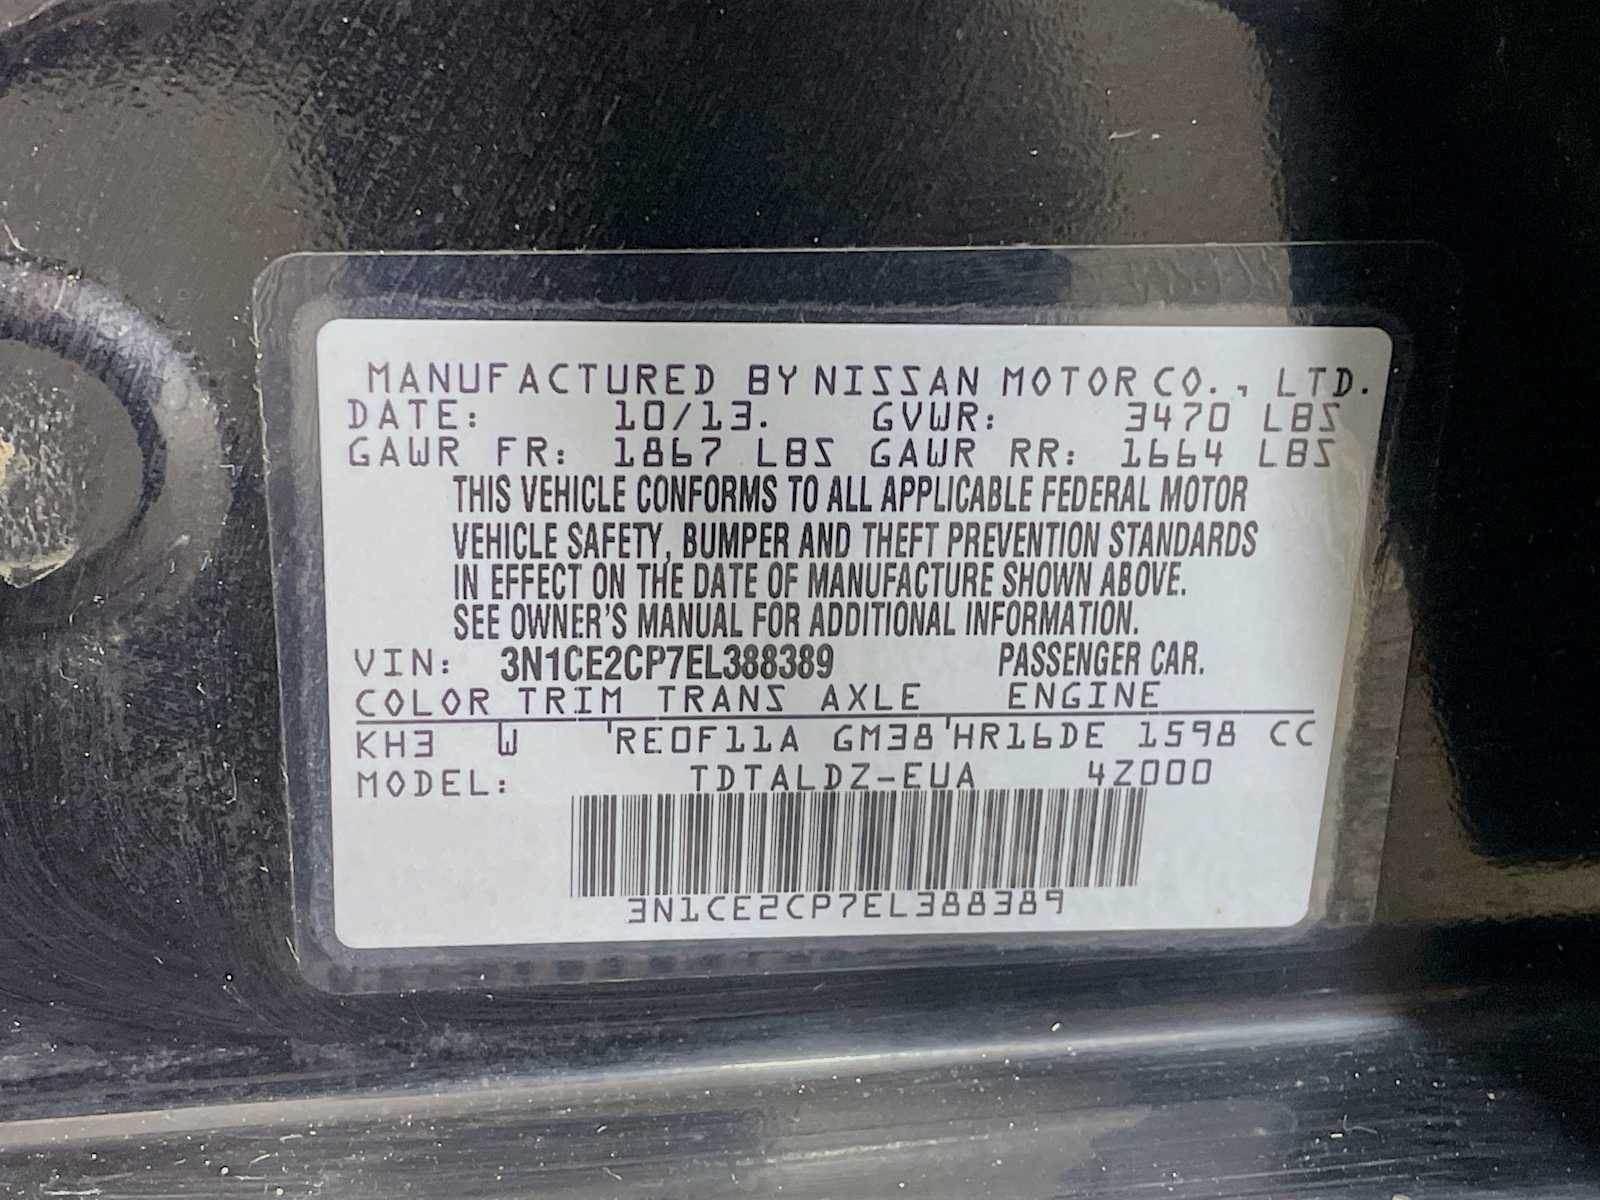 MANUFACTURED BY NISSAN MOTOR CO., LTD.
DATE: 10/13. GVWR: 3470 LBS
GAWR FR: 1867 LBS GAWR RR: 1664 LBS
THIS VEHICLE CONFORMS TO ALL APPLICABLE FEDERAL MOTOR
VEHICLE SAFETY, BUMPER AND THEFT PREVENTION STANDARDS
IN EFFECT ON THE DATE OF MANUFACTURE SHOWN ABOVE.
SEE OWNER'S MANUAL FOR ADDITIONAL INFORMATION.
VIN: 3N1CE2CP7EL388389 PASSENGER CAR.
COLOR TRIM TRANS AXLE ENGINE
KH3 W 'RE0F11A GM38'HR16DE 1598 CC
MODEL: TDTALDZ-EUA 4Z000
3N1CE2CP7EL388389